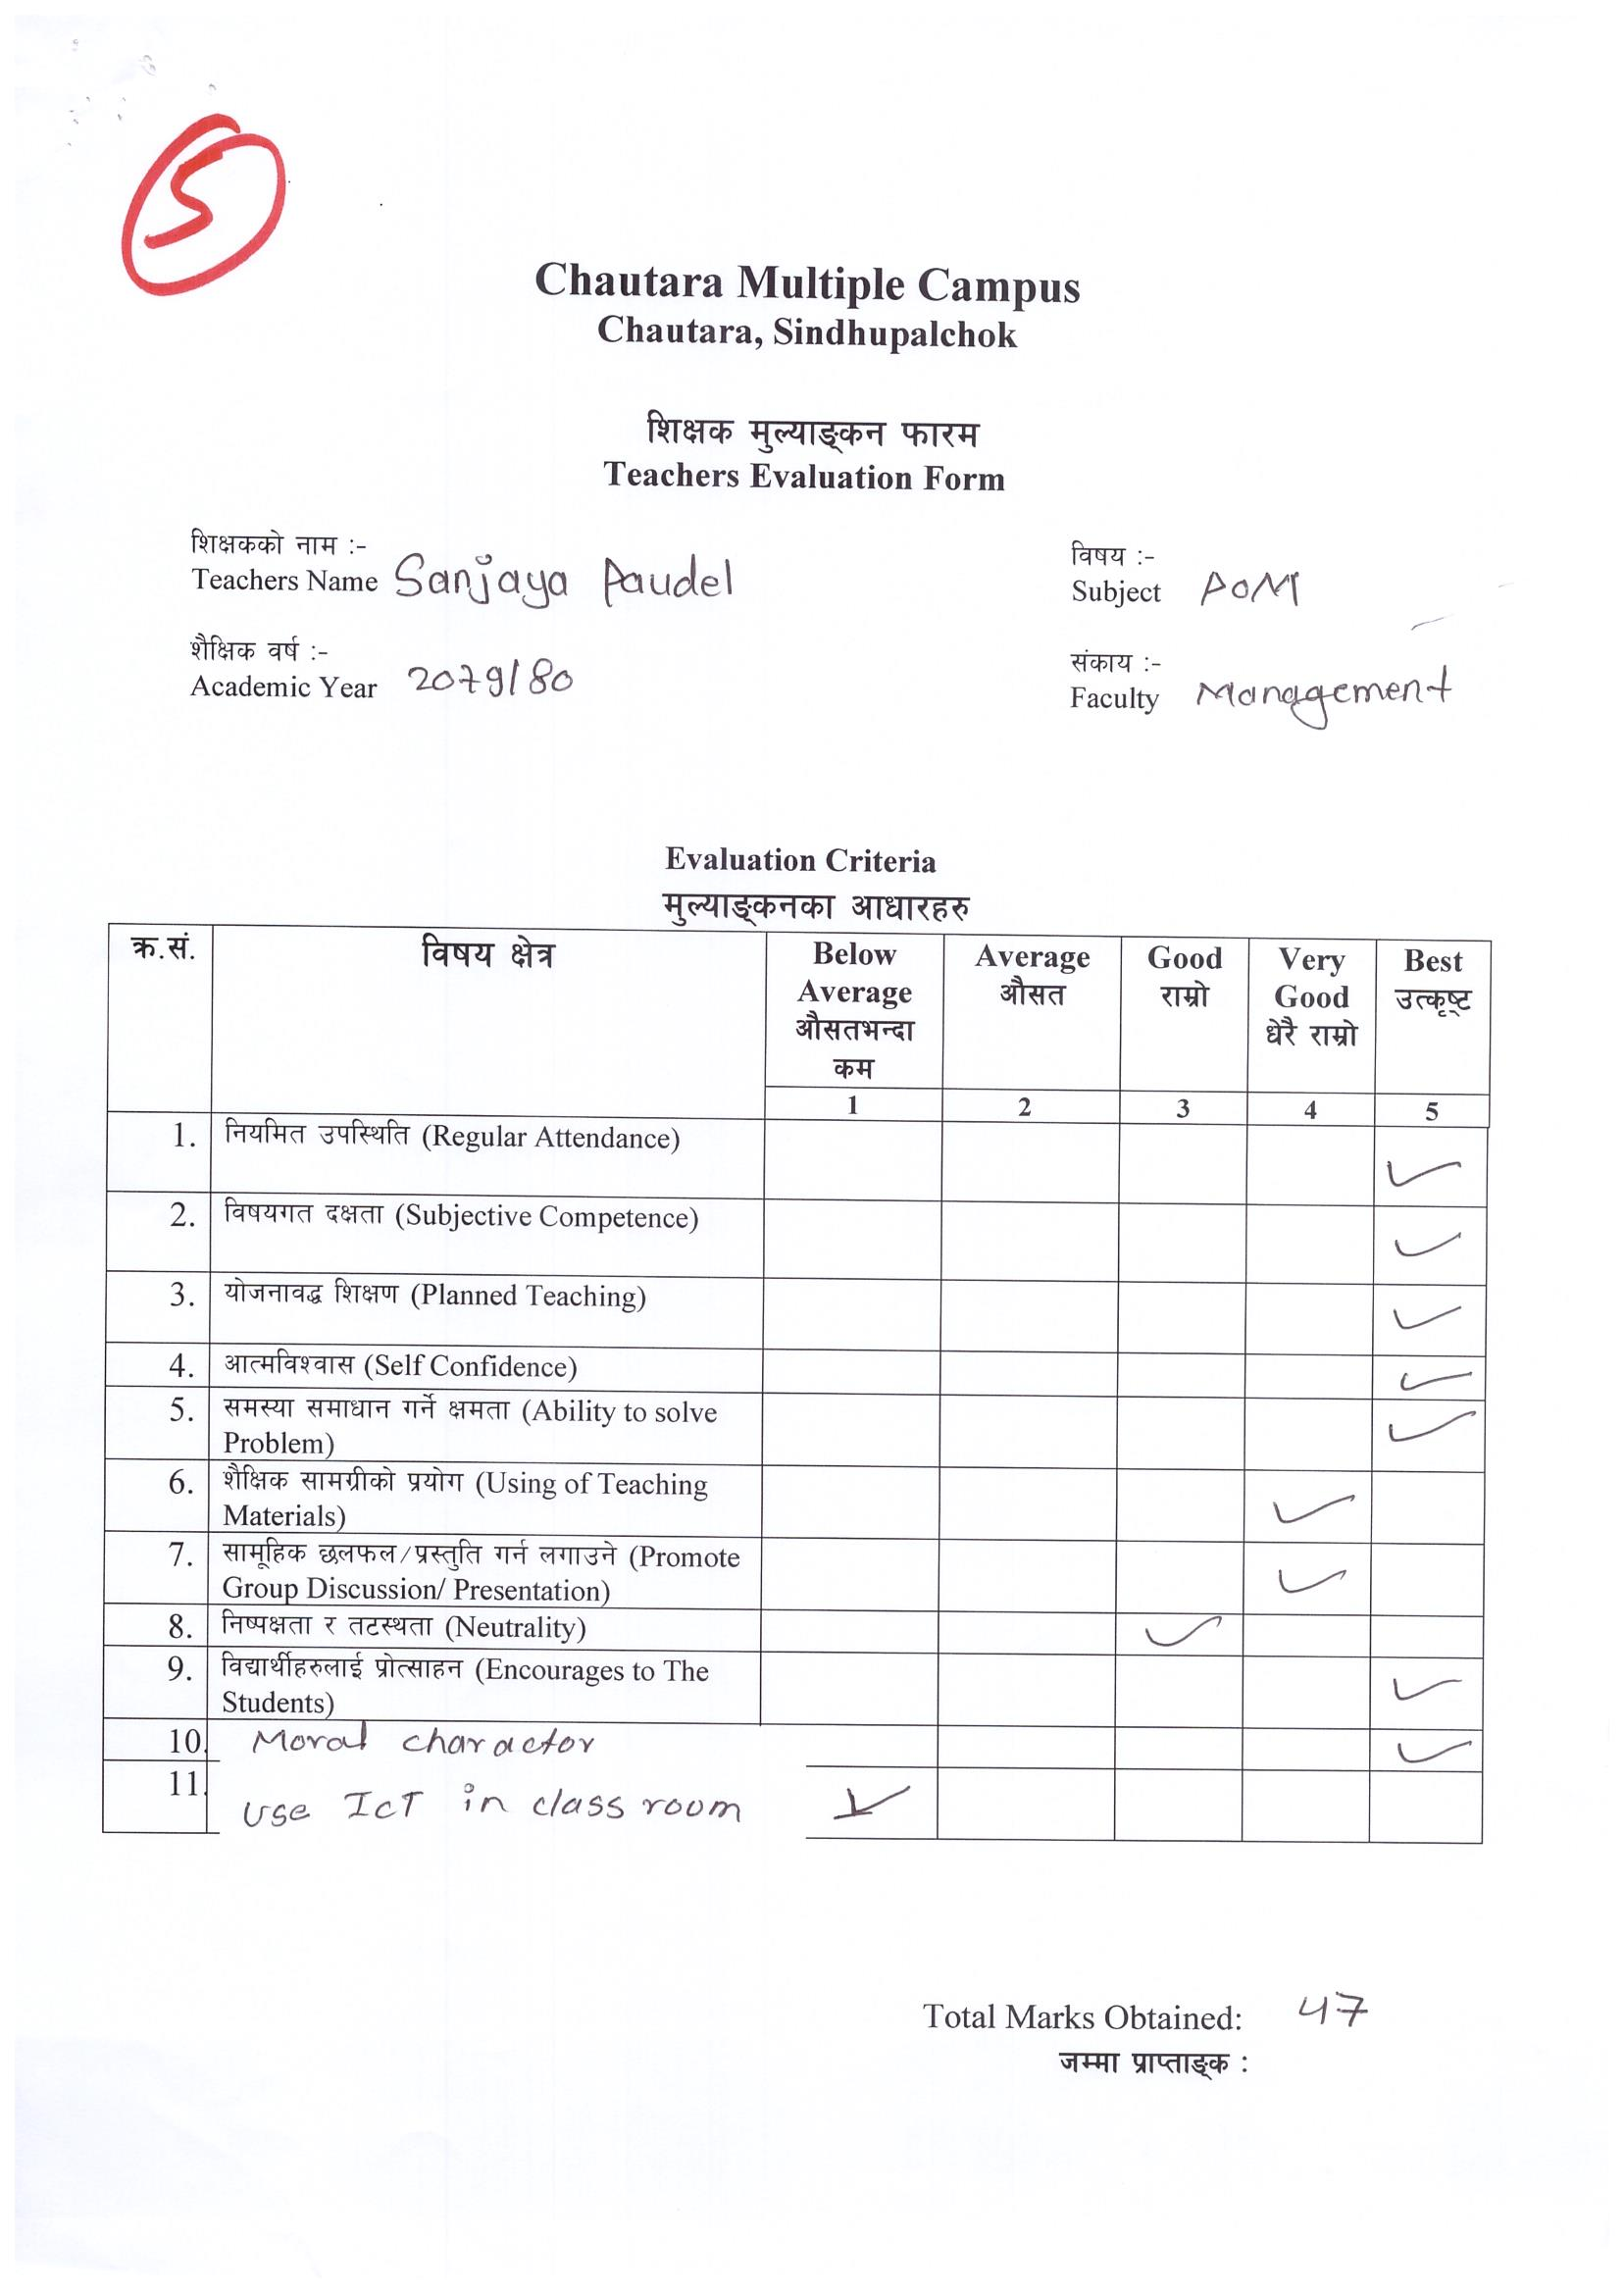 5
Chautara Multiple Campus
Chautara, Sindhupalchok
शिक्षक मुल्याङ्कन फारम
Teachers Evaluation Form
शिक्षकको नाम :-
Teachers Name Sanjaya Paudel
विषय :-
Subject POM
शैक्षिक वर्ष :-
Academic Year 2079/80
संकाय :-
Faculty Management
Evaluation Criteria
मुल्याङ्कनका आधारहरु
क्र.सं. विषय क्षेत्र Below Average Good Very Best
Average औसत राम्रो Good उत्कृष्ट
औसतभन्दा धेरै राम्रो
कम
1 2 3 4 5
1. नियमित उपस्थिति (Regular Attendance) ✓
2. विषयगत दक्षता (Subjective Competence) ✓
3. योजनावद्ध शिक्षण (Planned Teaching) ✓
4. आत्मविश्वास (Self Confidence) ✓
5. समस्या समाधान गर्ने क्षमता (Ability to solve ✓
Problem)
6. शैक्षिक सामग्रीको प्रयोग (Using of Teaching ✓
Materials)
7. सामूहिक छलफल/प्रस्तुति गर्न लगाउने (Promote ✓
Group Discussion/ Presentation)
8. निष्पक्षता र तटस्थता (Neutrality) ✓
9. विद्यार्थीहरुलाई प्रोत्साहन (Encourages to The ✓
Students)
10. Moral charactor ✓
11. Use IcT in class room ✓
Total Marks Obtained: 47
जम्मा प्राप्ताङ्क :